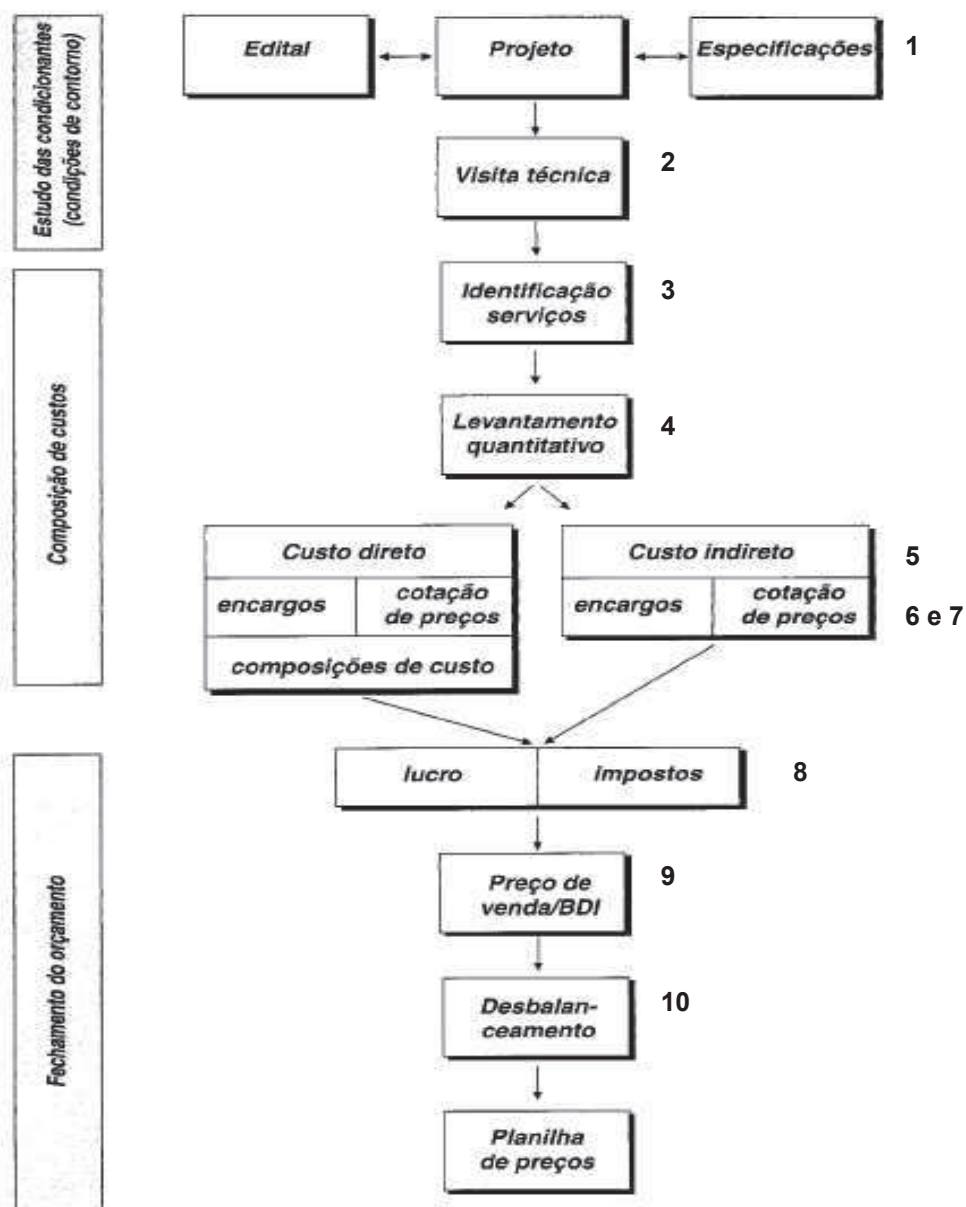 Estudo das condicionantes
(condições de contorno)
Edital
Projeto
Especificações
1
Visita técnica
2
Composição de custos
Identificação
serviços
3
Levantamento
quantitativo
4
Custo direto
encargos
cotação
de preços
composições de custo
Custo indireto
encargos
cotação
de preços
5
6 e 7
Fechamento do orçamento
lucro
impostos
8
Preço de
venda/BDI
9
Desbalan-
ceamento
10
Planilha
de preços